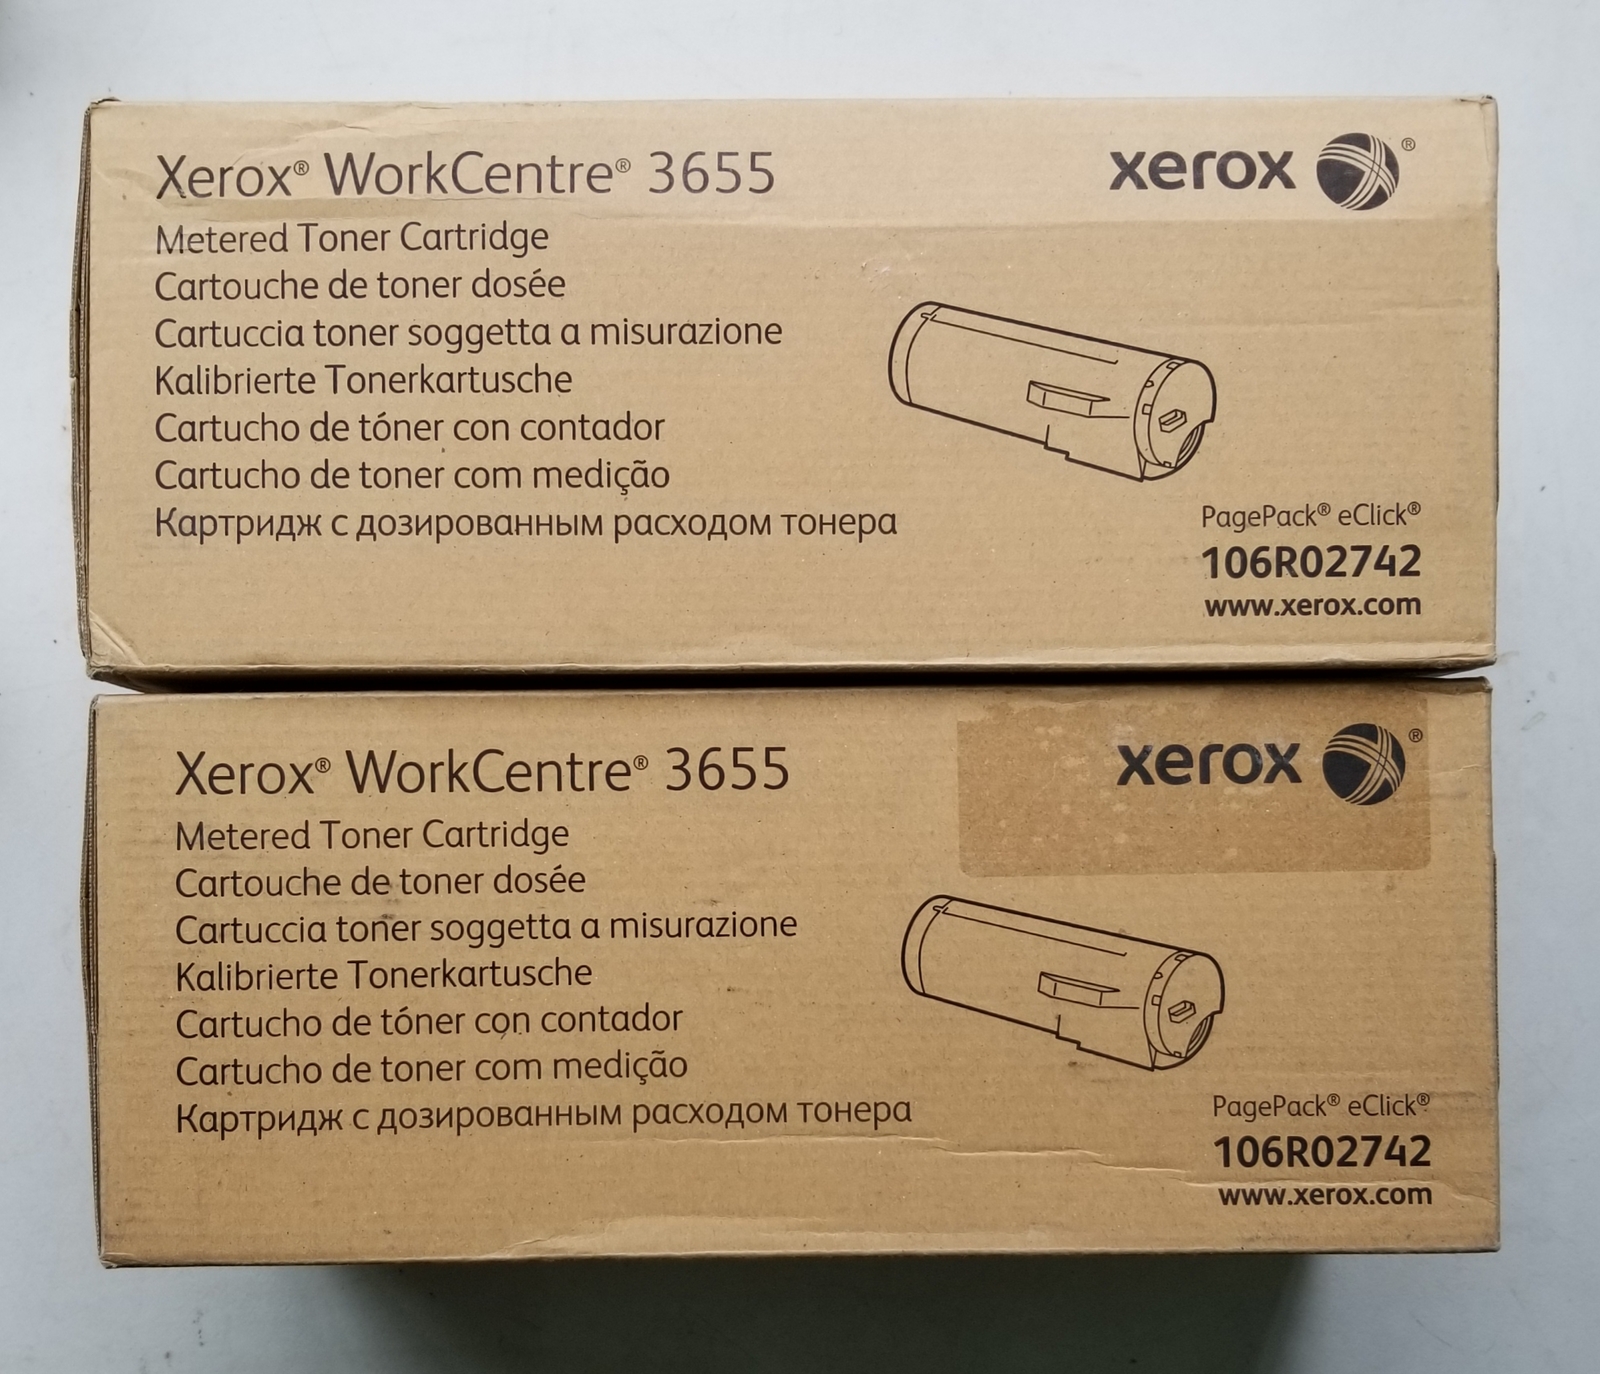 Xerox® WorkCentre® 3655
xerox®
Metered Toner Cartridge
Cartouche de toner dosée
Cartuccia toner soggetta a misurazione
Kalibrierte Tonerkartusche
Cartucho de tóner con contador
Cartucho de toner com medição
Картридж с дозированным расходом тонера
PagePack® eClick®
106R02742
www.xerox.com
Xerox® WorkCentre® 3655
xerox®
Metered Toner Cartridge
Cartouche de toner dosée
Cartuccia toner soggetta a misurazione
Kalibrierte Tonerkartusche
Cartucho de tóner con contador
Cartucho de toner com medição
Картридж с дозированным расходом тонера
PagePack® eClick®
106R02742
www.xerox.com